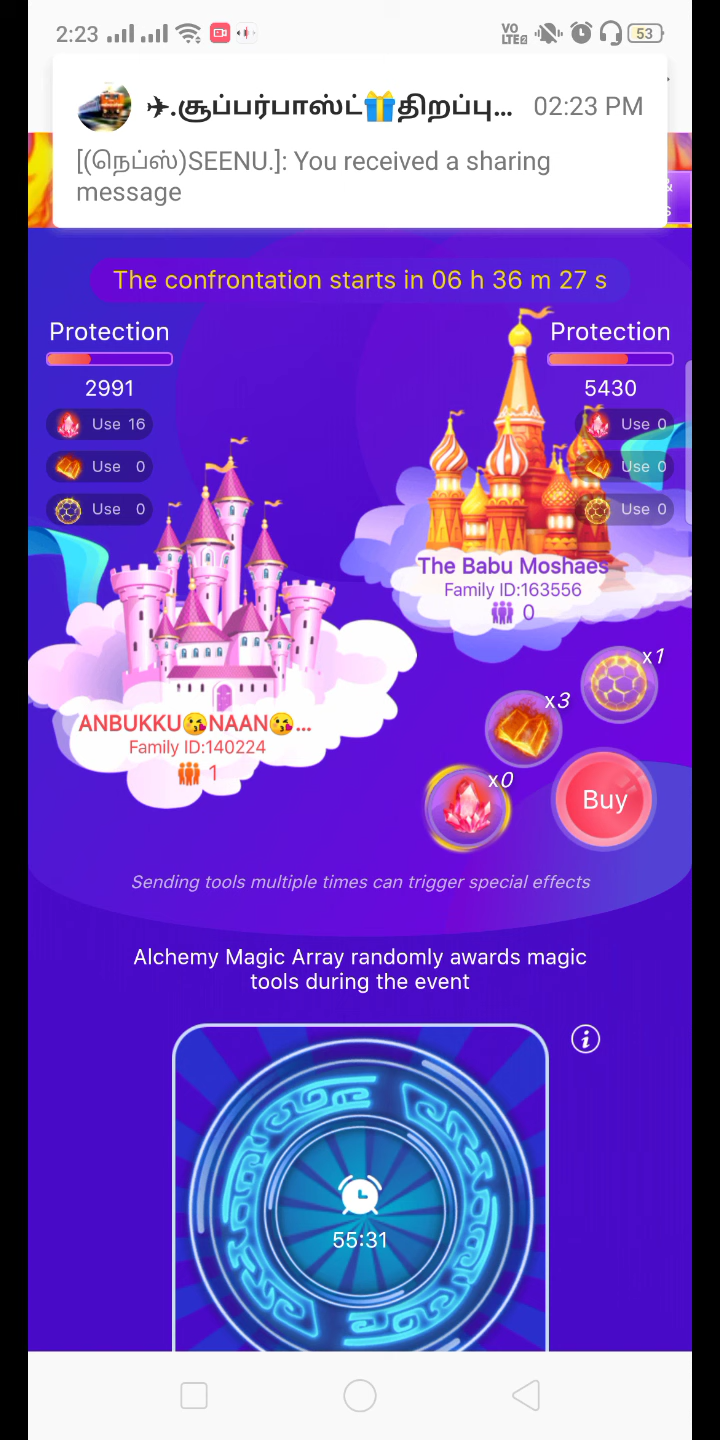 2:23
VO
LTE2
53
✈.சூப்பர்பாஸ்ட்🎁திறப்பு... 02:23 PM
[(நெப்ஸ்)SEENU.]: You received a sharing
message
The confrontation starts in 06 h 36 m 27 s
Protection
2991
Use 16
Use 0
Use 0
Protection
5430
Use 0
Use 0
Use 0
The Babu Moshaes
Family ID:163556
0
ANBUKKU😘NAAN😘...
Family ID:140224
1
x1
x3
x0
Buy
Sending tools multiple times can trigger special effects
Alchemy Magic Array randomly awards magic
tools during the event
55:31